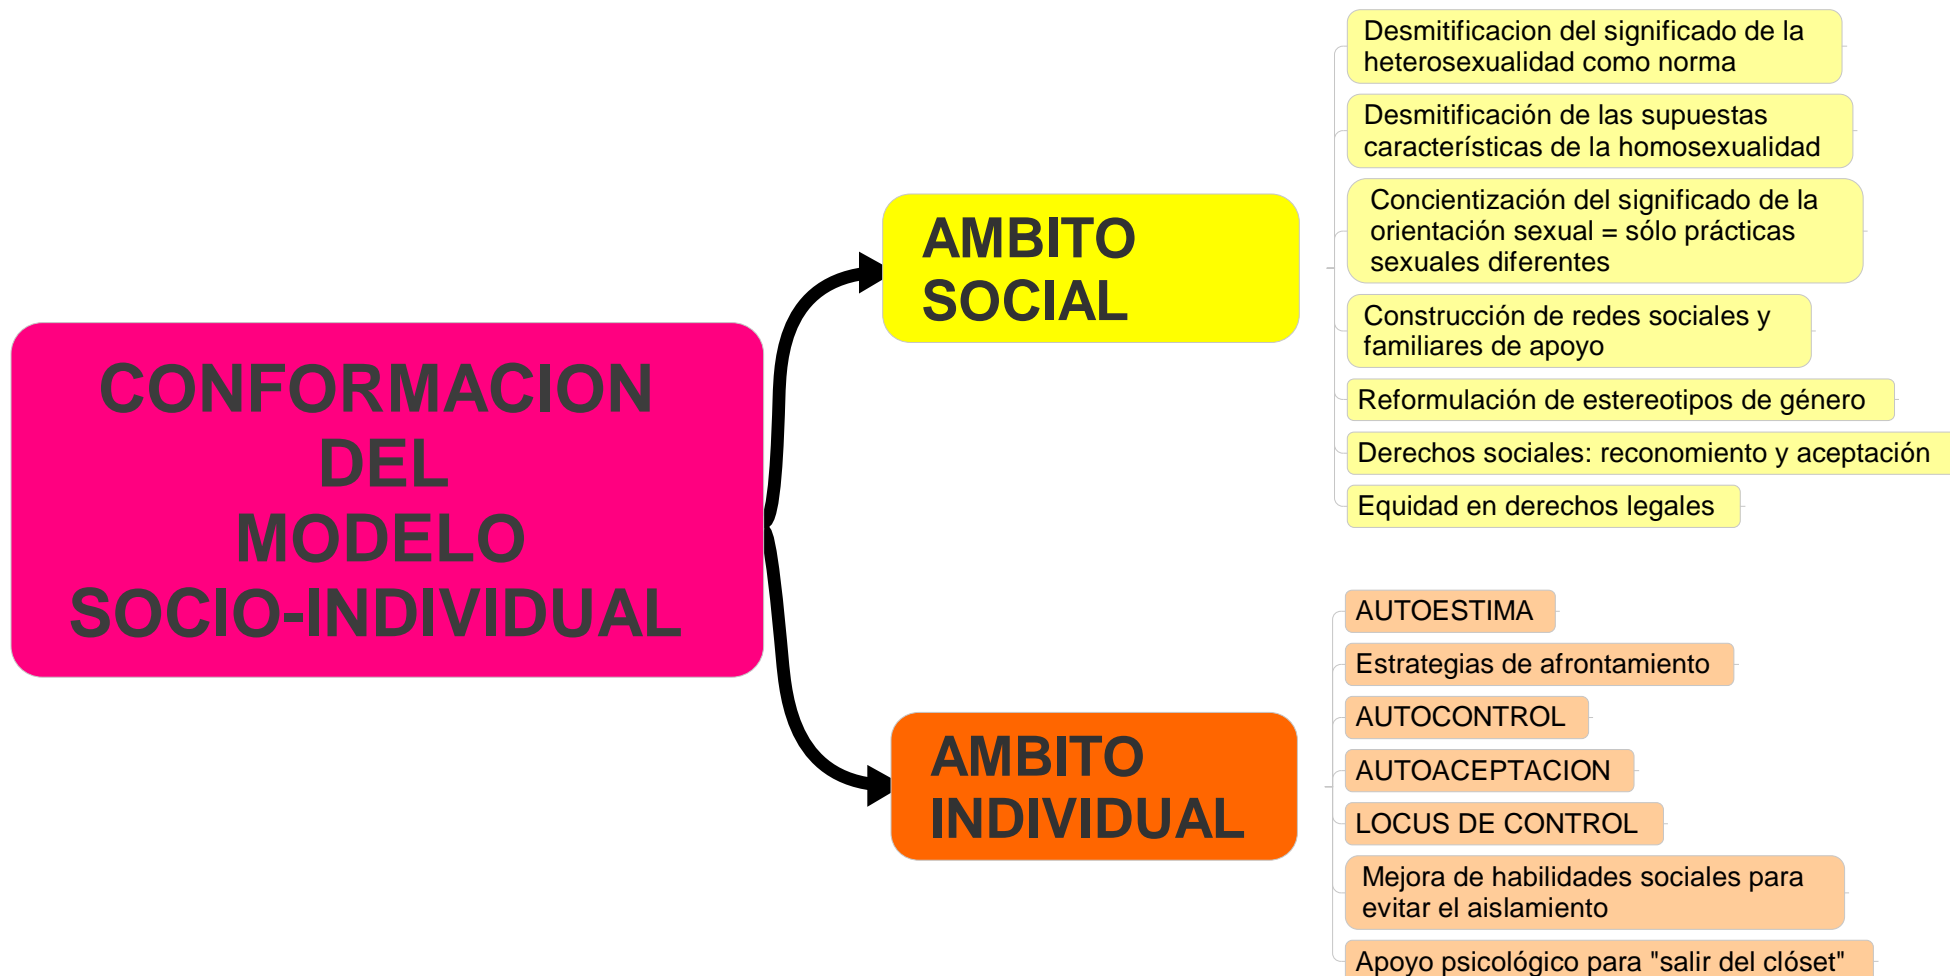 CONFORMACION
DEL
MODELO
SOCIO-INDIVIDUAL
AMBITO
SOCIAL
Desmitificacion del significado de la
heterosexualidad como norma
Desmitificación de las supuestas
características de la homosexualidad
Concientización del significado de la
orientación sexual = sólo prácticas
sexuales diferentes
Construcción de redes sociales y
familiares de apoyo
Reformulación de estereotipos de género
Derechos sociales: reconomiento y aceptación
Equidad en derechos legales
AMBITO
INDIVIDUAL
AUTOESTIMA
Estrategias de afrontamiento
AUTOCONTROL
AUTOACEPTACION
LOCUS DE CONTROL
Mejora de habilidades sociales para
evitar el aislamiento
Apoyo psicológico para "salir del clóset"